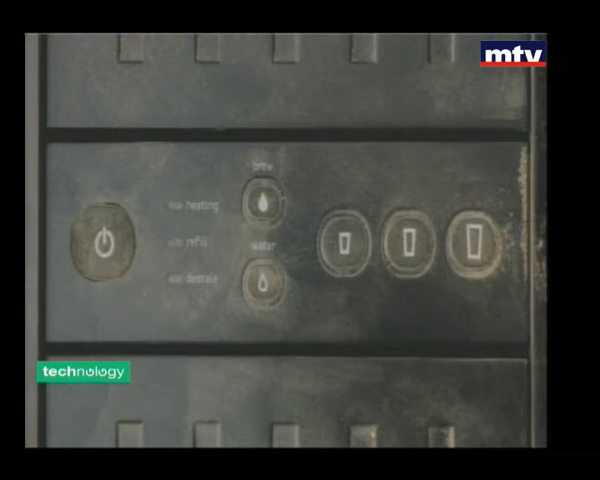 mtv
brew
heating
refill
water
descale
technology